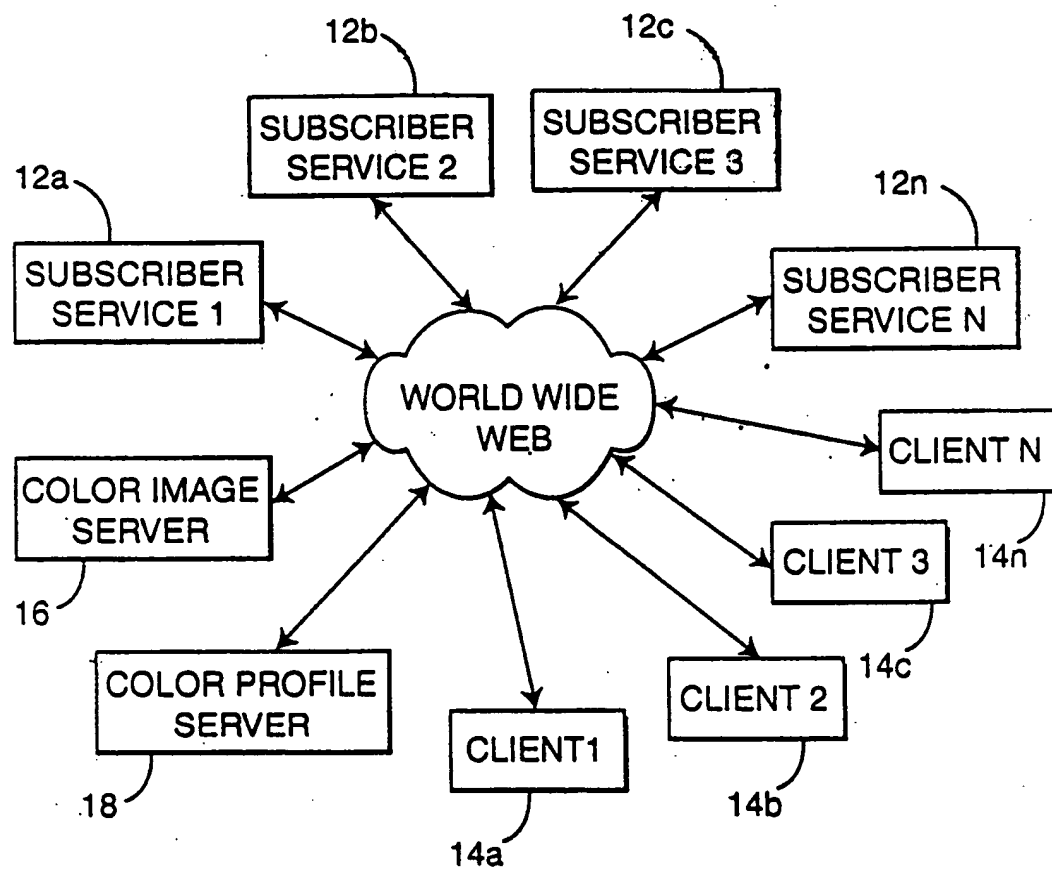 12b
12c
SUBSCRIBER
SERVICE 2
SUBSCRIBER
SERVICE 3
12a
12n
SUBSCRIBER
SERVICE 1
SUBSCRIBER
SERVICE N
WORLD WIDE
WEB
CLIENT N
14n
COLOR IMAGE
SERVER
16
CLIENT 3
14c
COLOR PROFILE
SERVER
18
CLIENT 2
14b
CLIENT1
14a